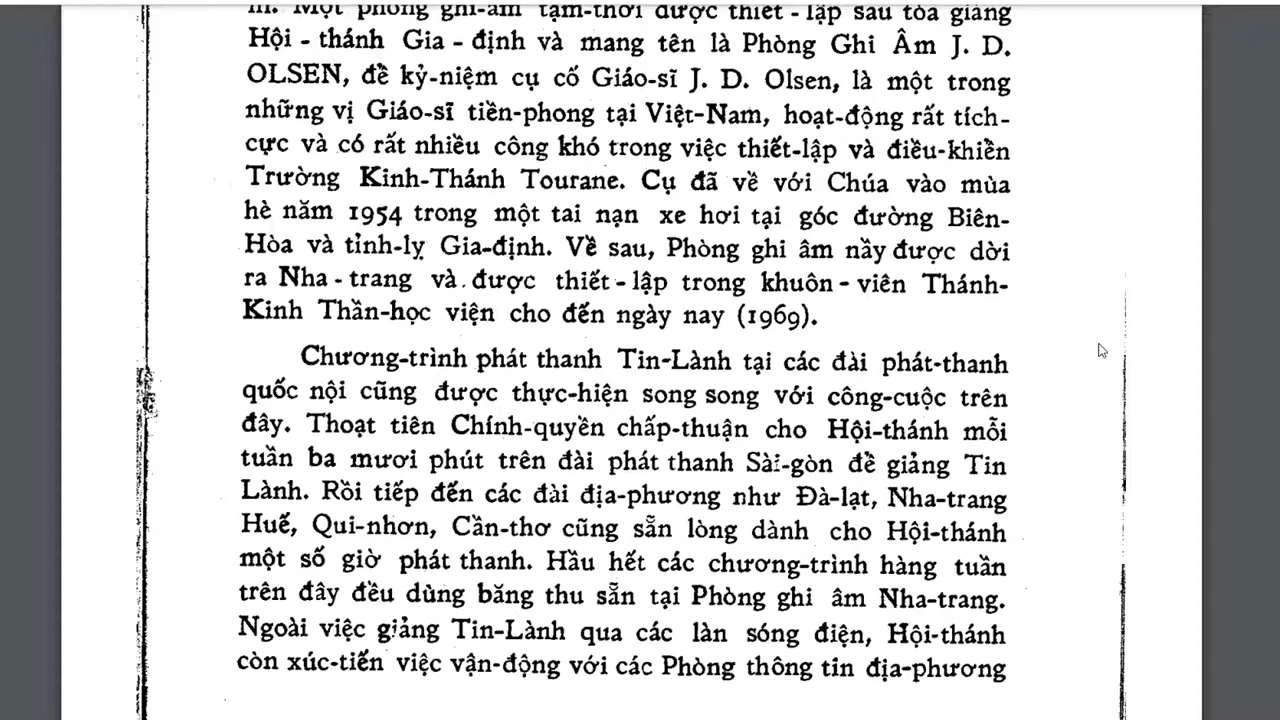 Một phòng ghi-âm tạm-thời được thiết - lập sau tòa giảng
Hội - thánh Gia - định và mang tên là Phòng Ghi Âm J. D.
OLSEN, để kỷ-niệm cụ cố Giáo-sĩ J. D. Olsen, là một trong
những vị Giáo-sĩ tiền-phong tại Việt-Nam, hoạt-động rất tích-
cực và có rất nhiều công khó trong việc thiết-lập và điều-khiển
Trường Kinh-Thánh Tourane. Cụ đã về với Chúa vào mùa
hè năm 1954 trong một tai nạn xe hơi tại góc đường Biên-
Hòa và tỉnh-lỵ Gia-định. Về sau, Phòng ghi âm nầy được dời
ra Nha - trang và được thiết - lập trong khuôn - viên Thánh-
Kinh Thần-học viện cho đến ngày nay (1969).
Chương-trình phát thanh Tin-Lành tại các đài phát-thanh
quốc nội cũng được thực-hiện song song với công-cuộc trên
đây. Thoạt tiên Chính-quyền chấp-thuận cho Hội-thánh mỗi
tuần ba mươi phút trên đài phát thanh Sài-gòn để giảng Tin
Lành. Rồi tiếp đến các đài địa-phương như Đà-lạt, Nha-trang
Huế, Qui-nhơn, Cần-thơ cũng sẵn lòng dành cho Hội-thánh
một số giờ phát thanh. Hầu hết các chương-trình hàng tuần
trên đây đều dùng băng thu sẵn tại Phòng ghi âm Nha-trang.
Ngoài việc giảng Tin-Lành qua các làn sóng điện, Hội-thánh
còn xúc-tiến việc vận-động với các Phòng thông tin địa-phương